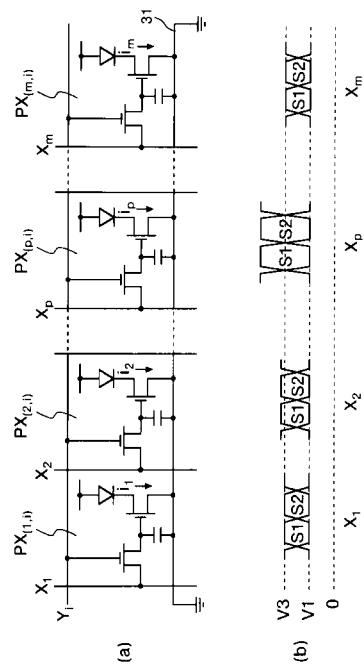 31
PX(1,i) PX(2,i) PX(p,i) PX(m,i)
X1 X2 Xp Xm
Yi
i1 i2 ip im
(a)
(b)
V3
V1
0
S1 S2 S1 S2 S1 S2 S1 S2
X1 X2 Xp Xm